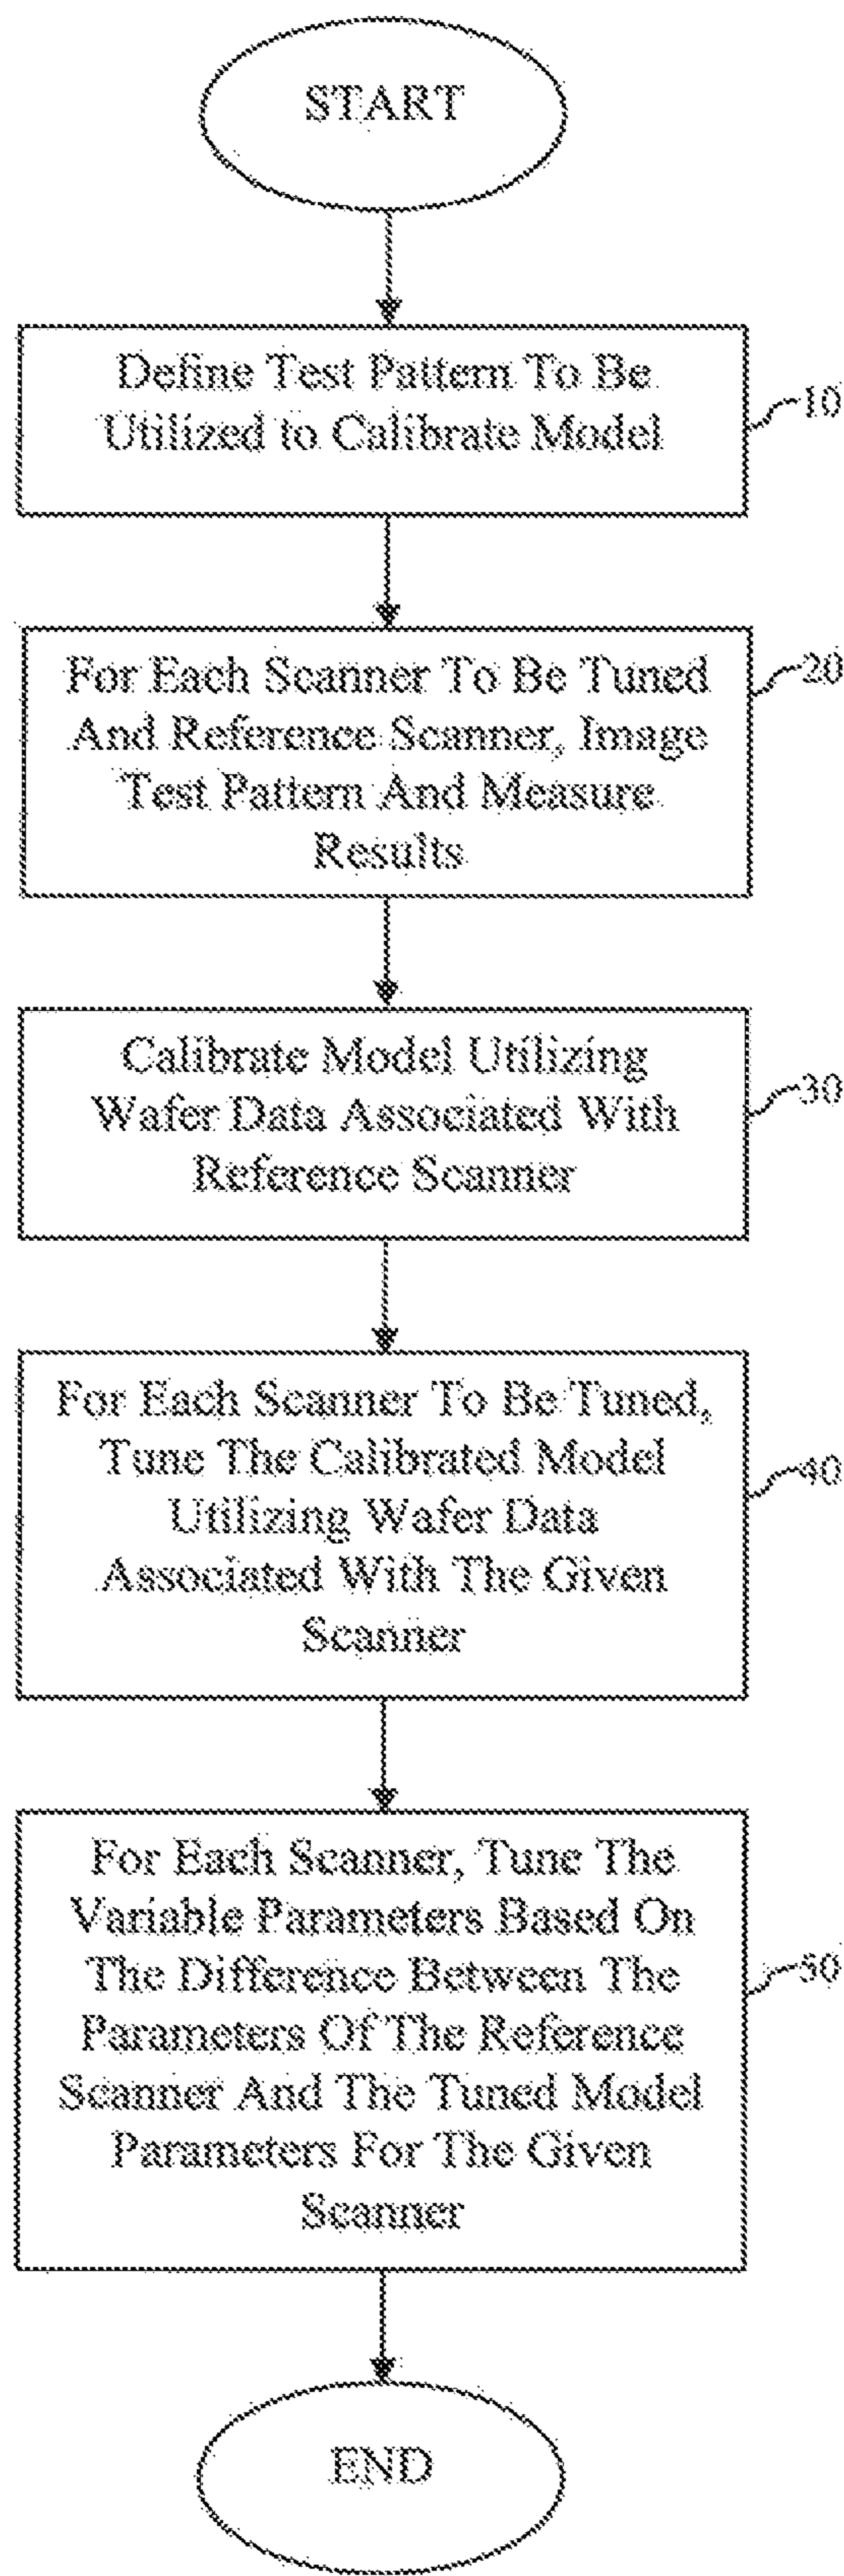 START
Define Test Pattern To Be
Utilized to Calibrate Model
10
For Each Scanner To Be Tuned
And Reference Scanner, Image
Test Pattern And Measure
Results
20
Calibrate Model Utilizing
Wafer Data Associated With
Reference Scanner
30
For Each Scanner To Be Tuned,
Tune The Calibrated Model
Utilizing Wafer Data
Associated With The Given
Scanner
40
For Each Scanner, Tune The
Variable Parameters Based On
The Difference Between The
Parameters Of The Reference
Scanner And The Tuned Model
Parameters For The Given
Scanner
50
END